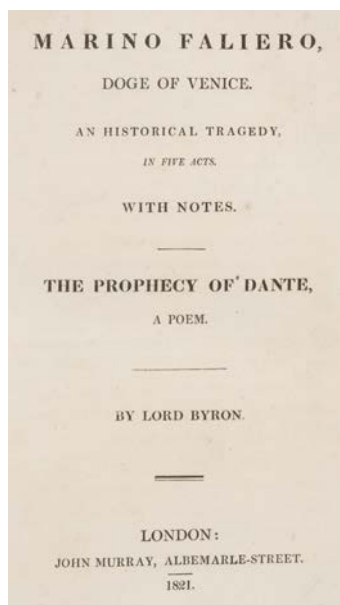 MARINO FALIERO,
DOGE OF VENICE.
AN HISTORICAL TRAGEDY,
IN FIVE ACTS.
WITH NOTES.
THE PROPHECY OF DANTE,
A POEM.
BY LORD BYRON.
LONDON:
JOHN MURRAY, ALBEMARLE-STREET.
1821.